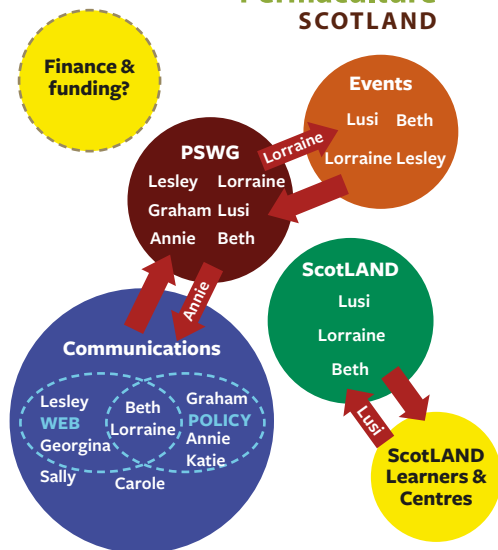 Permaculture
SCOTLAND
Finance &
funding?
Events
Lusi Beth
Lorraine Lesley
PSWG
Lesley Lorraine
Graham Lusi
Annie Beth
Lorraine
Annie
ScotLAND
Lusi
Lorraine
Beth
Lusi
ScotLAND
Learners &
Centres
Communications
Lesley
WEB
Georgina
Beth
Lorraine
Graham
POLICY
Annie
Katie
Sally
Carole